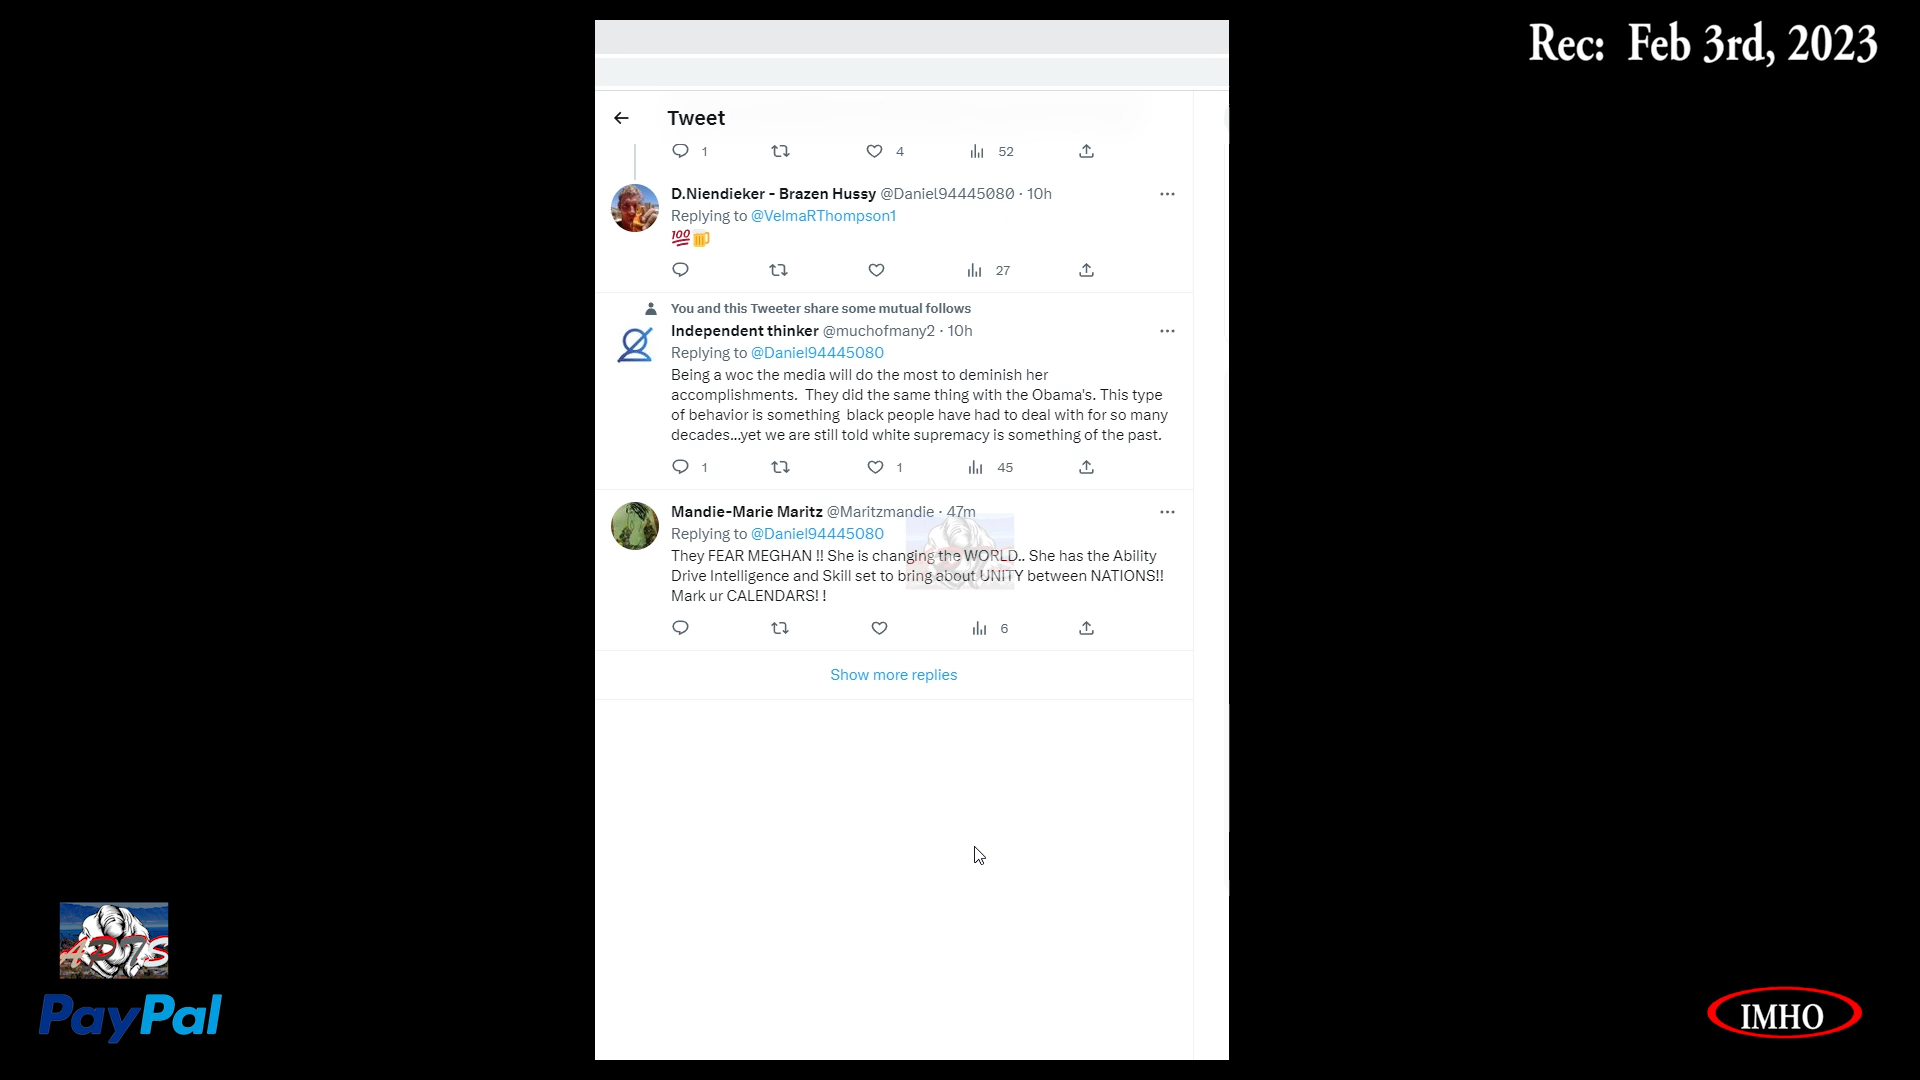 Rec: Feb 3rd, 2023
Tweet
1 4 52
D.Niendieker - Brazen Hussy @Daniel94445080 · 10h
Replying to @VelmaRThompson1
💯🍺
27
You and this Tweeter share some mutual follows
Independent thinker @muchofmany2 · 10h
Replying to @Daniel94445080
Being a woc the media will do the most to deminish her
accomplishments.  They did the same thing with the Obama's. This type
of behavior is something  black people have had to deal with for so many
decades...yet we are still told white supremacy is something of the past.
1 1 45
Mandie-Marie Maritz @Maritzmandie · 47m
Replying to @Daniel94445080
They FEAR MEGHAN !! She is changing the WORLD.. She has the Ability
Drive Intelligence and Skill set to bring about UNITY between NATIONS!!
Mark ur CALENDARS! !
6
Show more replies
PayPal
IMHO